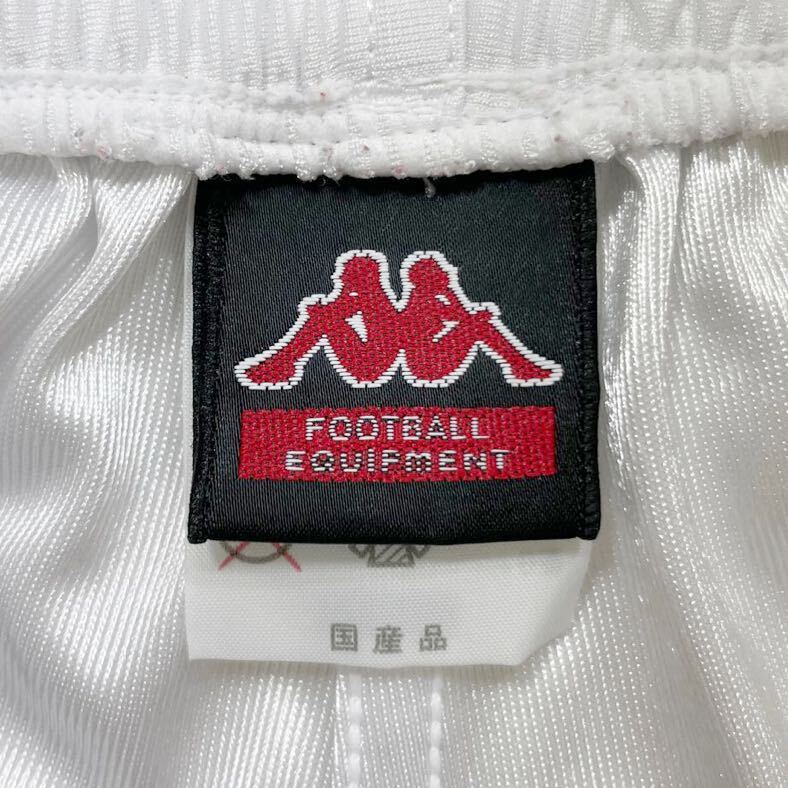 FOOTBALL
EQUIPMENT
国産品